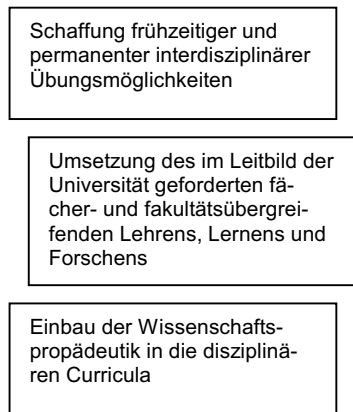 Schaffung frühzeitiger und
permanenter interdisziplinärer
Übungsmöglichkeiten
Umsetzung des im Leitbild der
Universität geforderten fä-
cher- und fakultätsübergrei-
fenden Lehrens, Lernens und
Forschens
Einbau der Wissenschafts-
propädeutik in die disziplinä-
ren Curricula